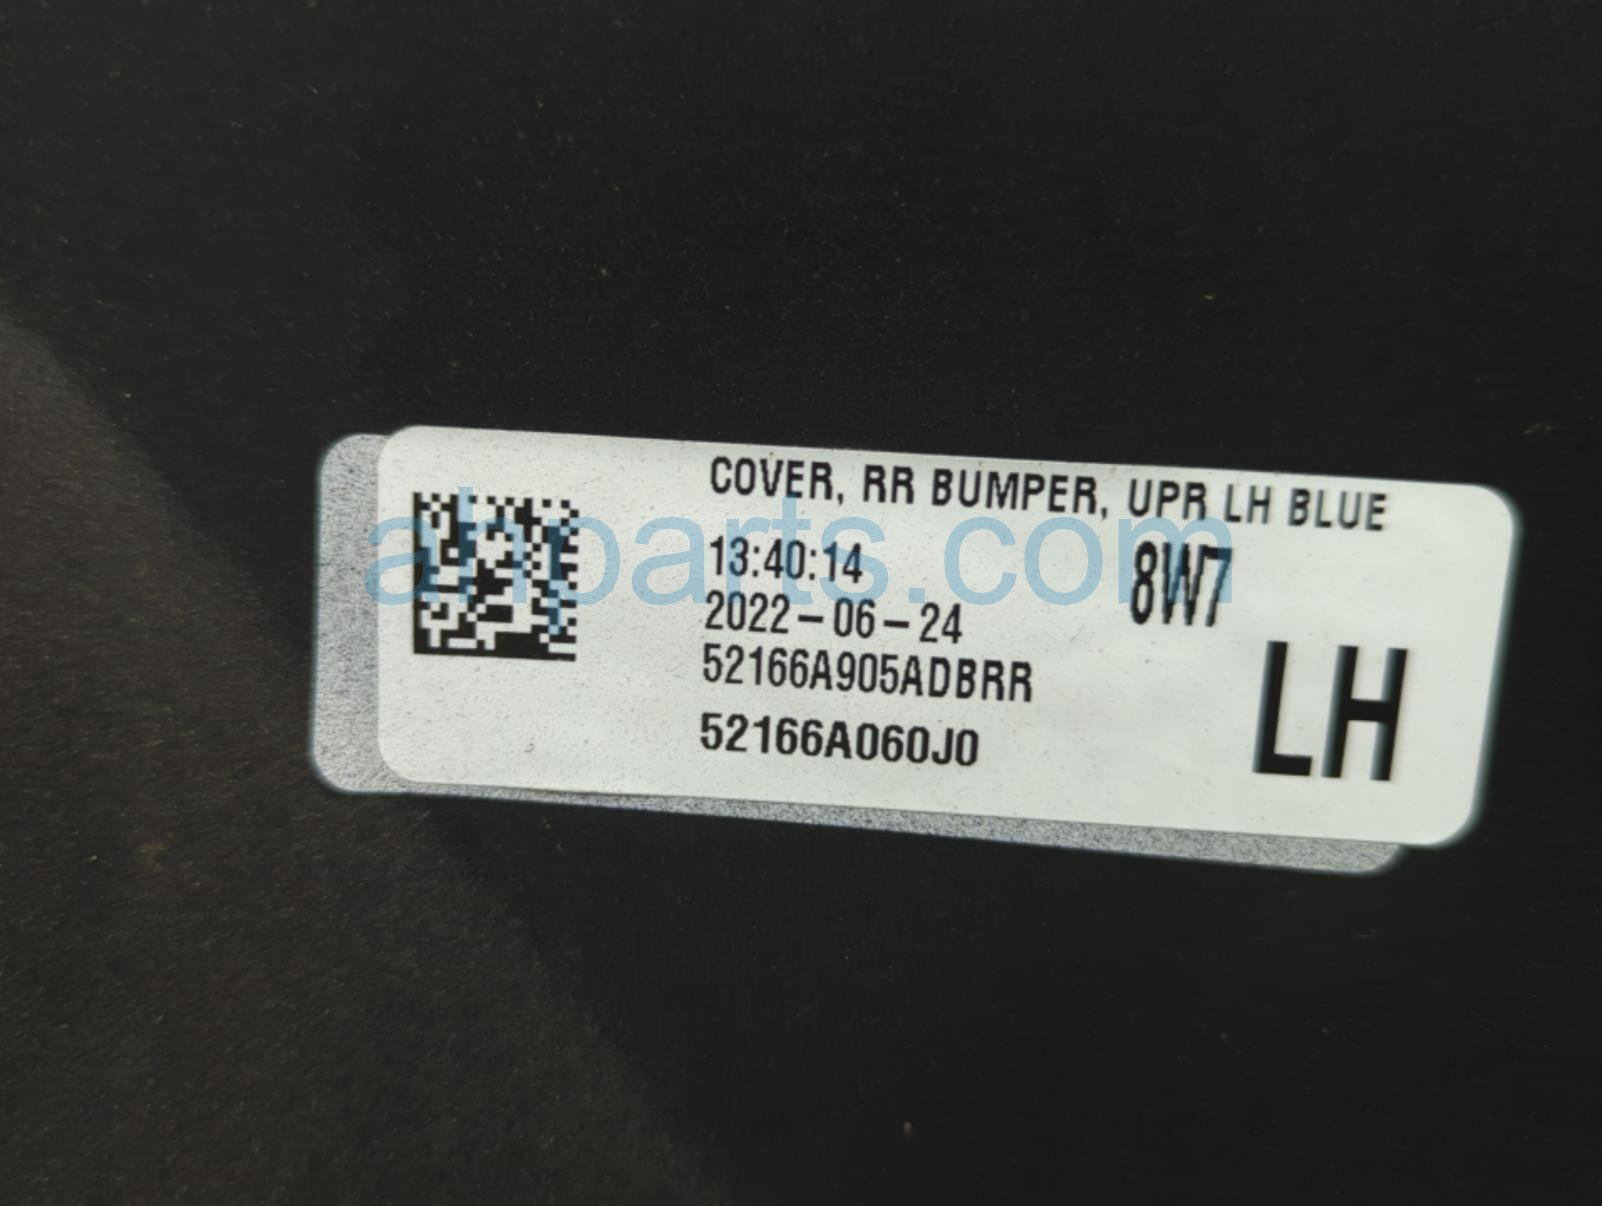 COVER, RR BUMPER, UPR LH BLUE
13:40:14
8W7
2022-06-24
52166A905ADBRR
LH
52166A060J0
ahparts.com